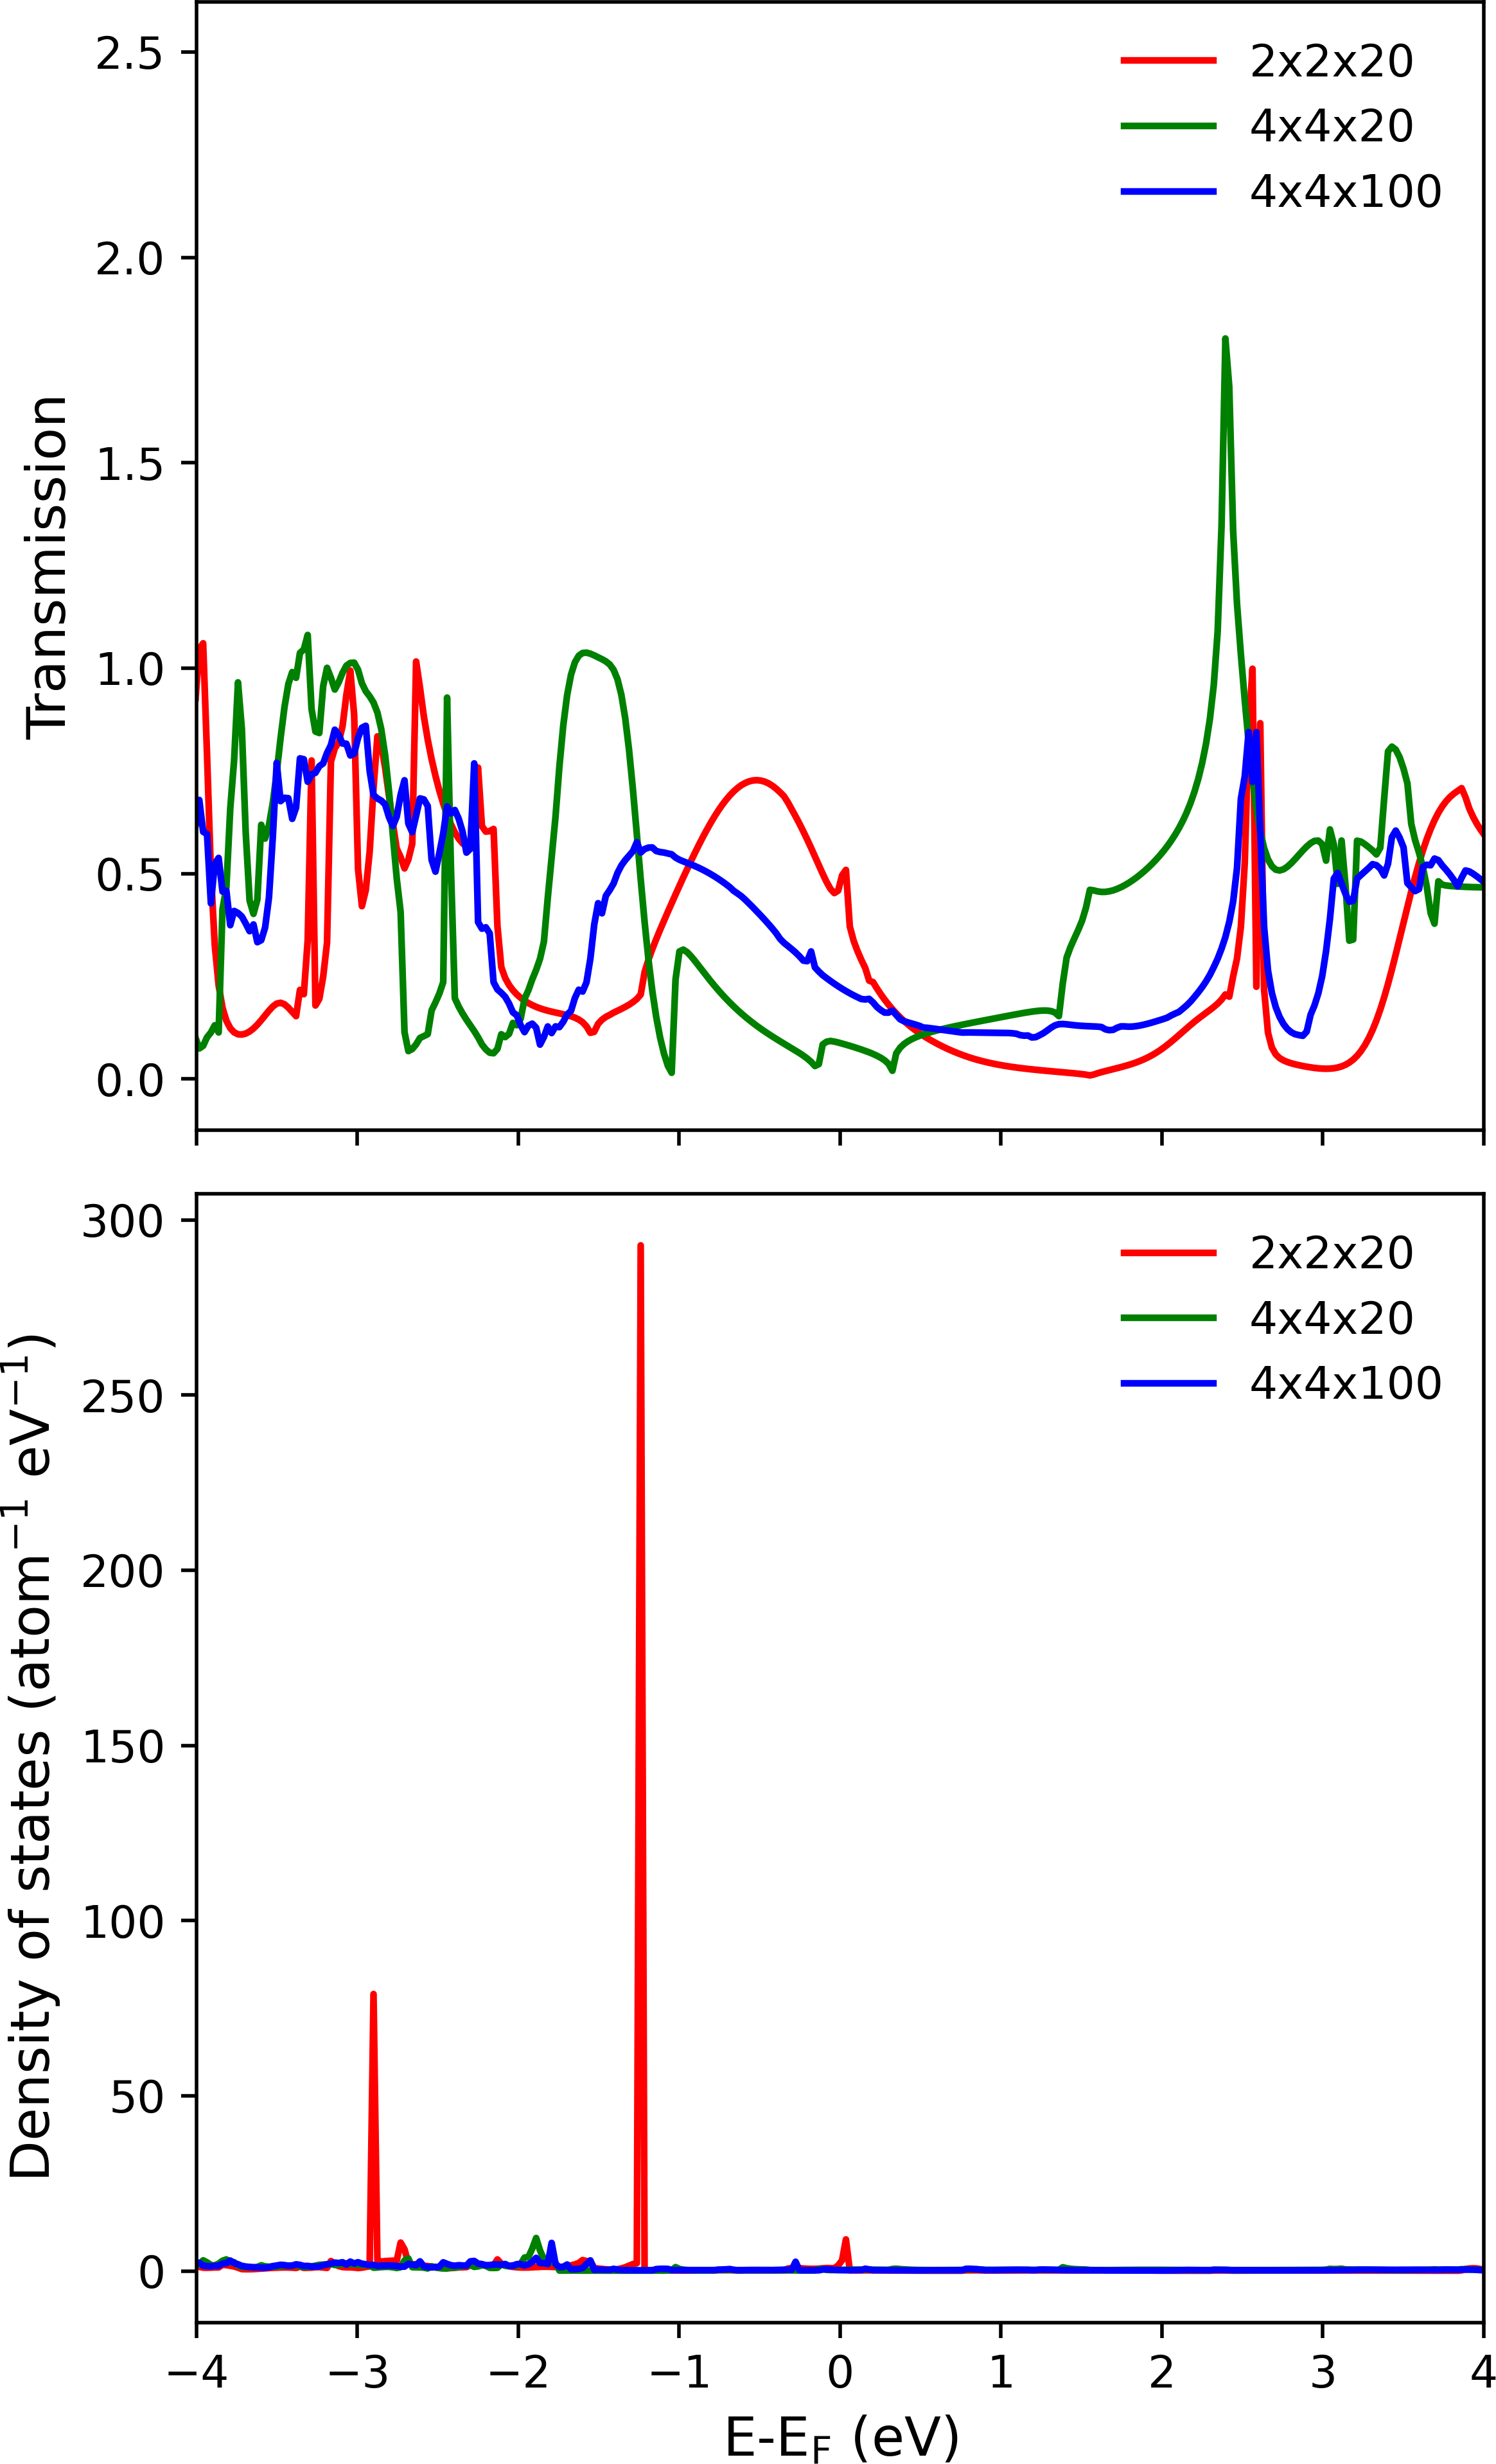 2.5
2.0
1.5
1.0
0.5
0.0
Transmission
2x2x20
4x4x20
4x4x100
300
250
200
150
100
50
0
Density of states (atom⁻¹ eV⁻¹)
2x2x20
4x4x20
4x4x100
−4 −3 −2 −1 0 1 2 3 4
E-E_F (eV)